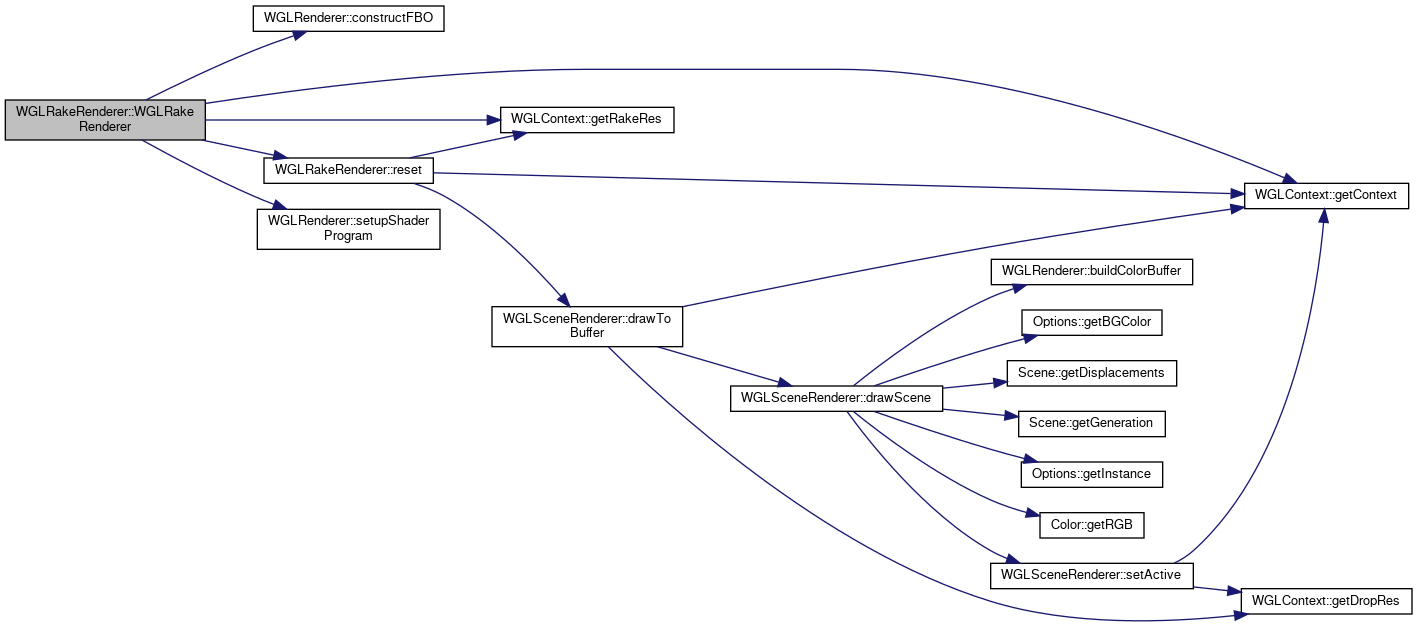 WGLRenderer::constructFBO
WGLRakeRenderer::WGLRake
Renderer
WGLContext::getRakeRes
WGLRakeRenderer::reset
WGLContext::getContext
WGLRenderer::setupShader
Program
WGLRenderer::buildColorBuffer
WGLSceneRenderer::drawTo
Buffer
Options::getBGColor
Scene::getDisplacements
WGLSceneRenderer::drawScene
Scene::getGeneration
Options::getInstance
Color::getRGB
WGLSceneRenderer::setActive
WGLContext::getDropRes